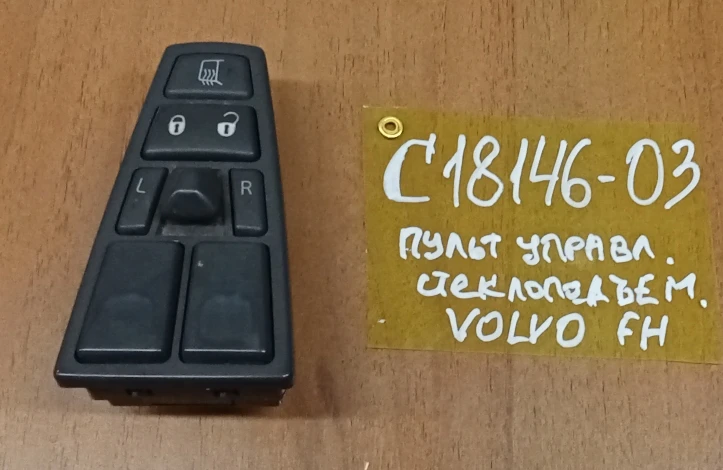 L R
C18146-03
ПУЛЬТ УПРАВЛ.
СТЕКЛОПОДЪЕМ.
VOLVO FH